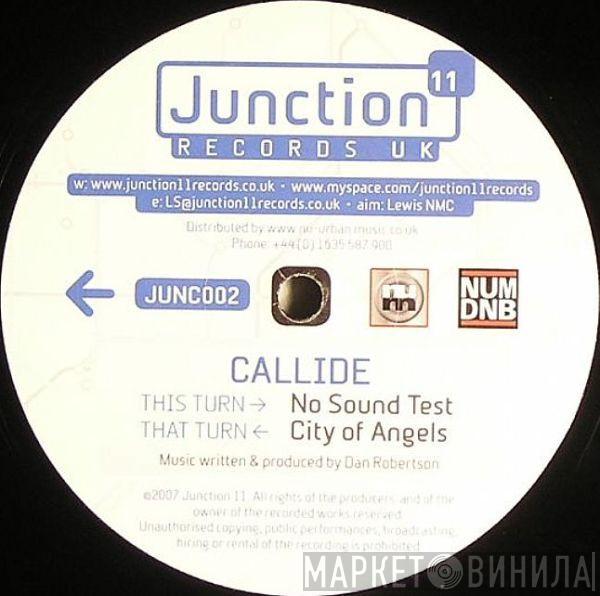 Junction 11
RECORDS UK
w: www.junction11records.co.uk • www.myspace.com/junction11records
e: LS@junction11records.co.uk • aim: Lewis NMC
Distributed by www.nu-urban music.co.uk
Phone: +44(0) 1635 587 900
← JUNC002
NUM
DNB
CALLIDE
THIS TURN → No Sound Test
THAT TURN ← City of Angels
Music written & produced by Dan Robertson
©2007 Junction 11. All rights of the producers and of the
owner of the recorded works reserved.
Unauthorised copying, public performances, broadcasting,
hiring or rental of the recording is prohibited.
МАРКЕТ ВИНИЛА